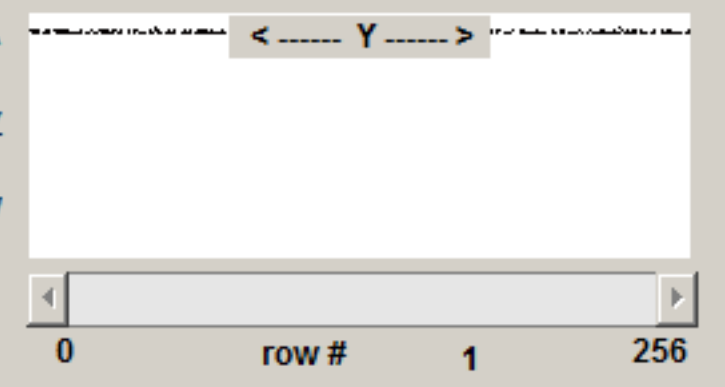 < ------ Y ------ >
0 row # 1 256